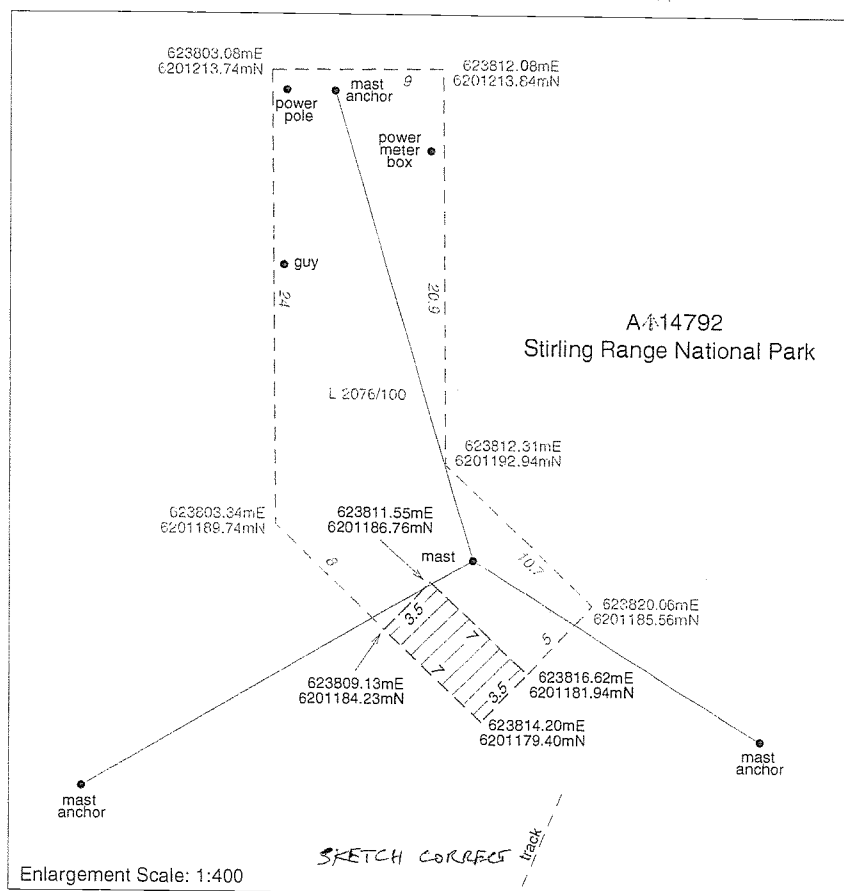 623803.08mE
6201213.74mN
623812.08mE
6201213.84mN
9
mast
anchor
power
pole
power
meter
box
guy
24
20.9
A 14792
Stirling Range National Park
L 2076/100
623812.31mE
6201192.94mN
623803.34mE
6201189.74mN
623811.55mE
6201186.76mN
mast
8
10.7
3.5
7
623820.06mE
6201185.56mN
5
7
3.5
623816.62mE
6201181.94mN
623809.13mE
6201184.23mN
623814.20mE
6201179.40mN
mast
anchor
mast
anchor
track
SKETCH CORRECT
Enlargement Scale: 1:400